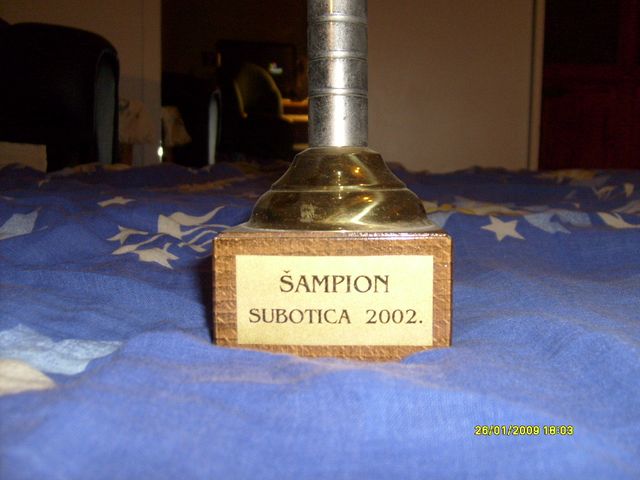 ŠAMPION
SUBOTICA 2002.
26/01/2009 18:03